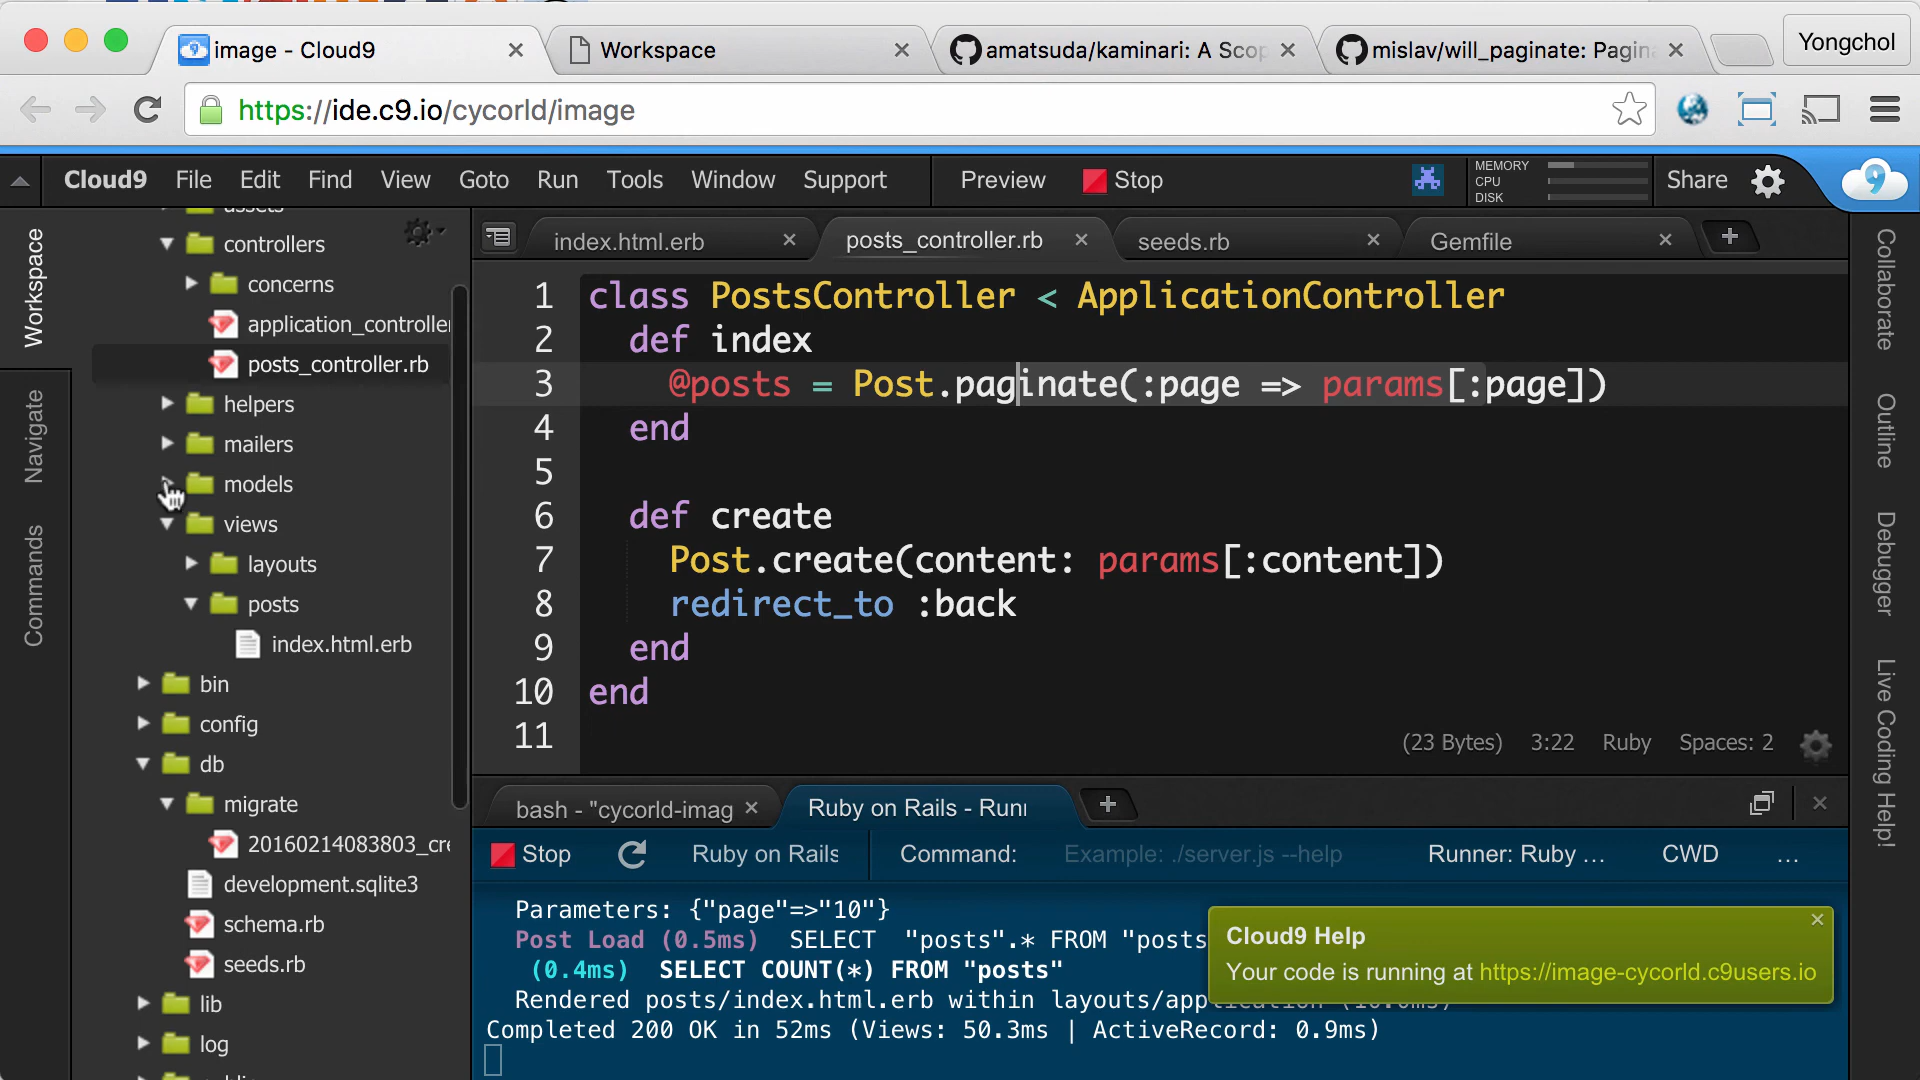 image - Cloud9
Workspace
amatsuda/kaminari: A Scop
mislav/will_paginate: Pagin
Yongchol
https://ide.c9.io/cycorld/image
Cloud9 File Edit Find View Goto Run Tools Window Support
Preview Stop
MEMORY
CPU
DISK
Share
9
Workspace
Navigate
Commands
assets
controllers
concerns
application_controller
posts_controller.rb
helpers
mailers
models
views
layouts
posts
index.html.erb
bin
config
db
migrate
20160214083803_cre
development.sqlite3
schema.rb
seeds.rb
lib
log
index.html.erb
posts_controller.rb
seeds.rb
Gemfile
1 class PostsController < ApplicationController
2 def index
3 @posts = Post.paginate(:page => params[:page])
4 end
5
6 def create
7 Post.create(content: params[:content])
8 redirect_to :back
9 end
10 end
11
(23 Bytes) 3:22 Ruby Spaces: 2
bash - "cycorld-imag
Ruby on Rails - Runn
Stop Ruby on Rails Command: Example: ./server.js --help Runner: Ruby ... CWD ...
Parameters: {"page"=>"10"}
Post Load (0.5ms) SELECT "posts".* FROM "posts
(0.4ms) SELECT COUNT(*) FROM "posts"
Rendered posts/index.html.erb within layouts/application
Completed 200 OK in 52ms (Views: 50.3ms | ActiveRecord: 0.9ms)
Cloud9 Help
Your code is running at https://image-cycorld.c9users.io
Collaborate
Outline
Debugger
Live Coding Help!